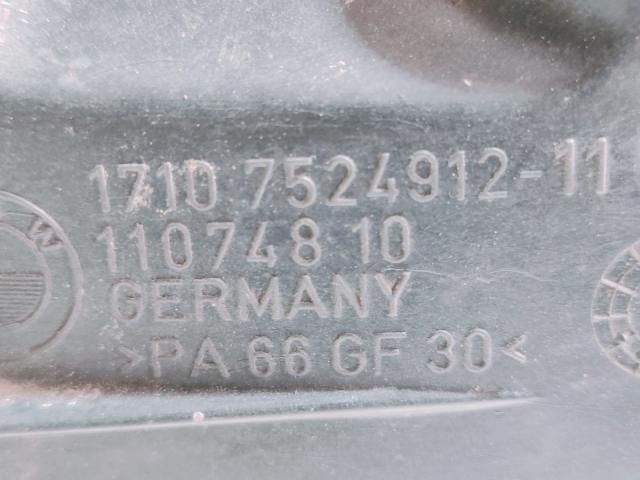 1710 7524912-11
110748 10
GERMANY
>PA 66 GF 30<
W